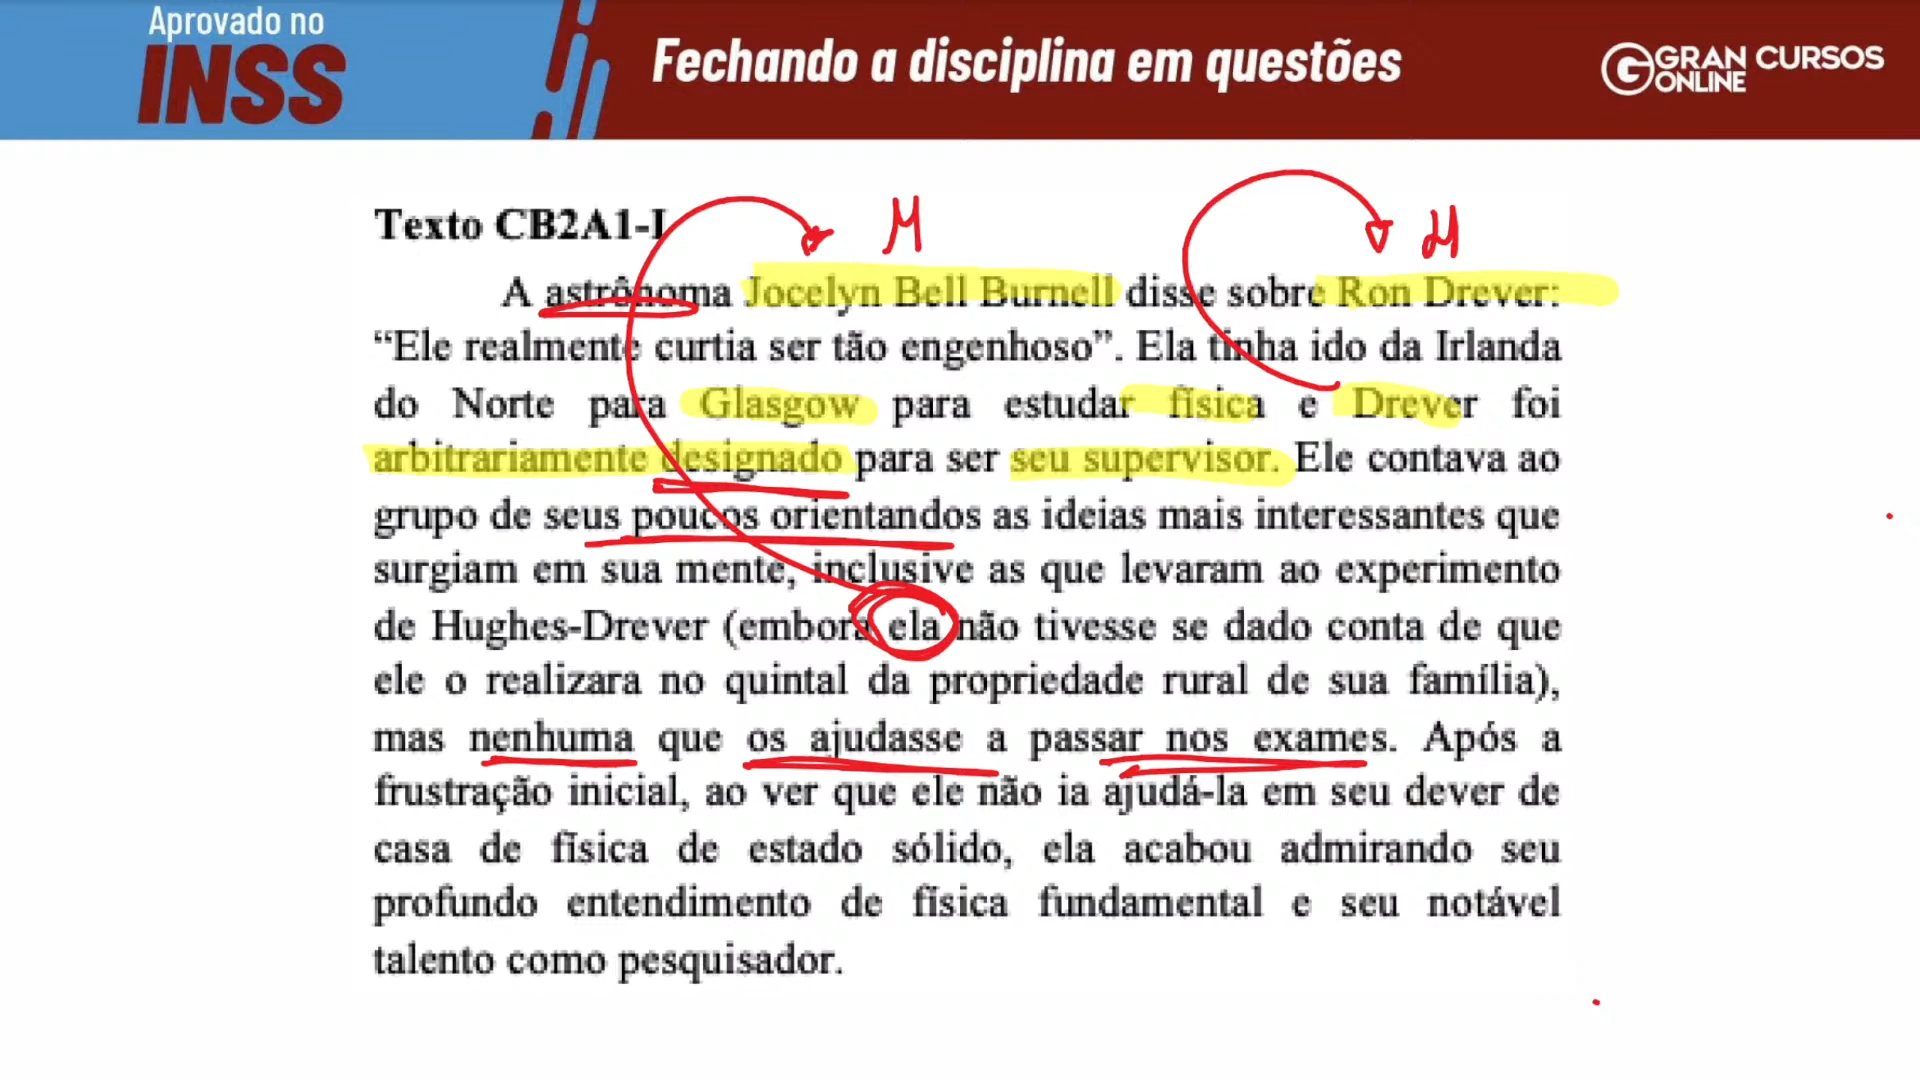 Aprovado no
INSS
Fechando a disciplina em questões
GRAN CURSOS
ONLINE
M
H
Texto CB2A1-I
A astrônoma Jocelyn Bell Burnell disse sobre Ron Drever:
“Ele realmente curtia ser tão engenhoso”. Ela tinha ido da Irlanda
do Norte para Glasgow para estudar física e Drever foi
arbitrariamente designado para ser seu supervisor. Ele contava ao
grupo de seus poucos orientandos as ideias mais interessantes que
surgiam em sua mente, inclusive as que levaram ao experimento
de Hughes-Drever (embora ela não tivesse se dado conta de que
ele o realizara no quintal da propriedade rural de sua família),
mas nenhuma que os ajudasse a passar nos exames. Após a
frustração inicial, ao ver que ele não ia ajudá-la em seu dever de
casa de física de estado sólido, ela acabou admirando seu
profundo entendimento de física fundamental e seu notável
talento como pesquisador.